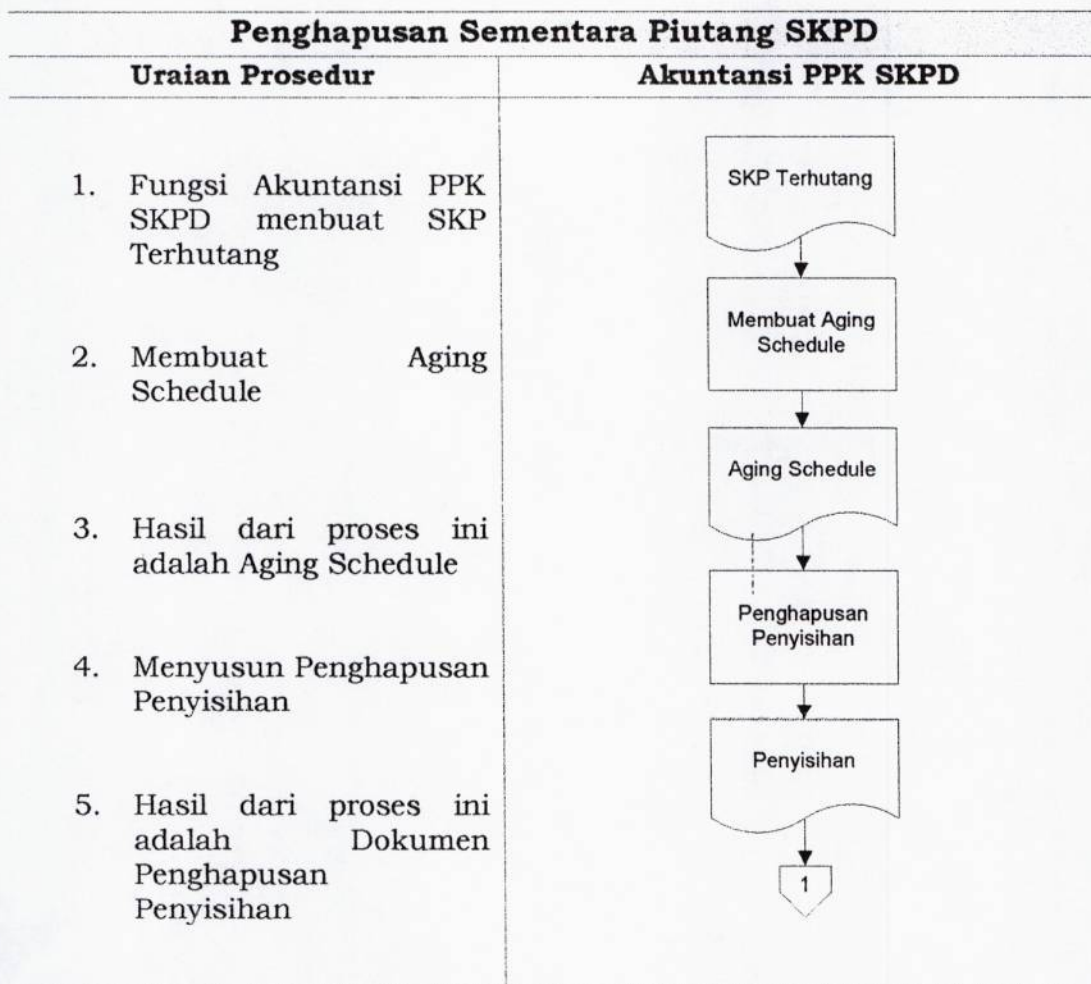 Penghapusan Sementara Piutang SKPD
Uraian Prosedur
Akuntansi PPK SKPD
1. Fungsi Akuntansi PPK
SKPD menbuat SKP
Terhutang
2. Membuat Aging
Schedule
3. Hasil dari proses ini
adalah Aging Schedule
4. Menyusun Penghapusan
Penyisihan
5. Hasil dari proses ini
adalah Dokumen
Penghapusan
Penyisihan
SKP Terhutang
Membuat Aging
Schedule
Aging Schedule
Penghapusan
Penyisihan
Penyisihan
1